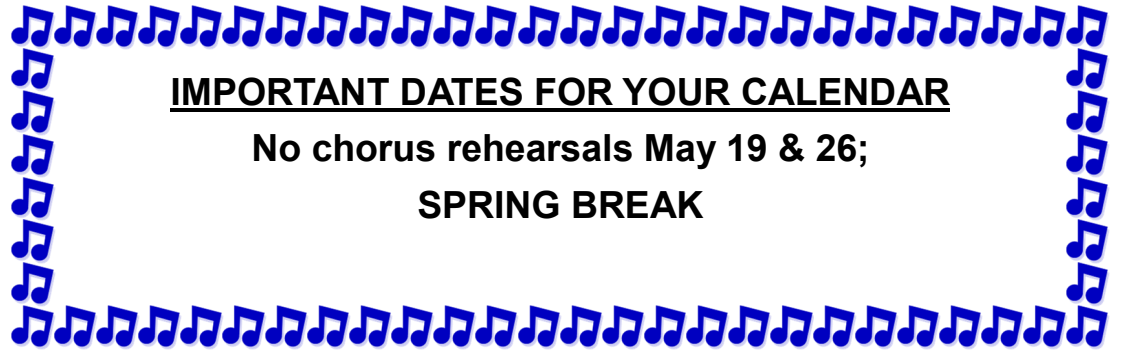 IMPORTANT DATES FOR YOUR CALENDAR
No chorus rehearsals May 19 & 26;
SPRING BREAK